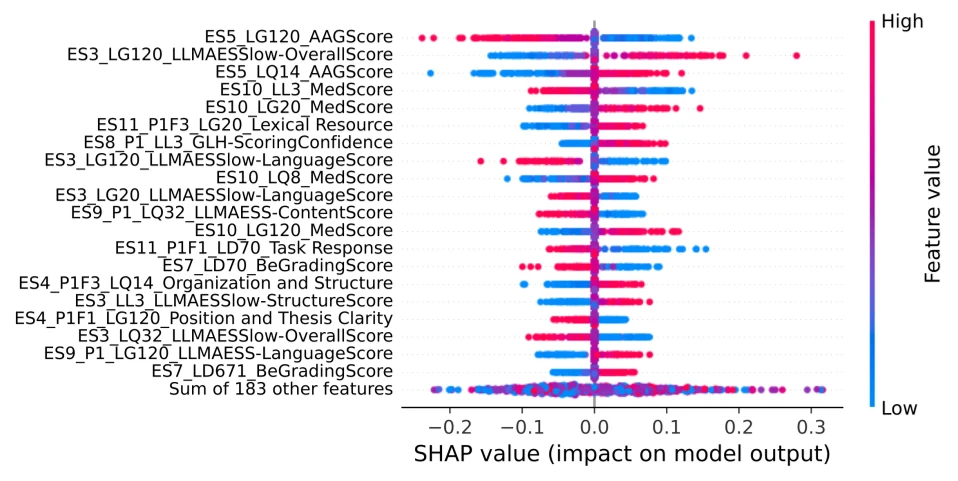 ES5_LG120_AAGScore
ES3_LG120_LLMAESSlow-OverallScore
ES5_LQ14_AAGScore
ES10_LL3_MedScore
ES10_LG20_MedScore
ES11_P1F3_LG20_Lexical Resource
ES8_P1_LL3_GLH-ScoringConfidence
ES3_LG120_LLMAESSlow-LanguageScore
ES10_LQ8_MedScore
ES3_LG20_LLMAESSlow-LanguageScore
ES9_P1_LQ32_LLMAESS-ContentScore
ES10_LG120_MedScore
ES11_P1F1_LD70_Task Response
ES7_LD70_BeGradingScore
ES4_P1F3_LQ14_Organization and Structure
ES3_LL3_LLMAESSlow-StructureScore
ES4_P1F1_LG120_Position and Thesis Clarity
ES3_LQ32_LLMAESSlow-OverallScore
ES9_P1_LG120_LLMAESS-LanguageScore
ES7_LD671_BeGradingScore
Sum of 183 other features
−0.2 −0.1 0.0 0.1 0.2 0.3
SHAP value (impact on model output)
High
Feature value
Low